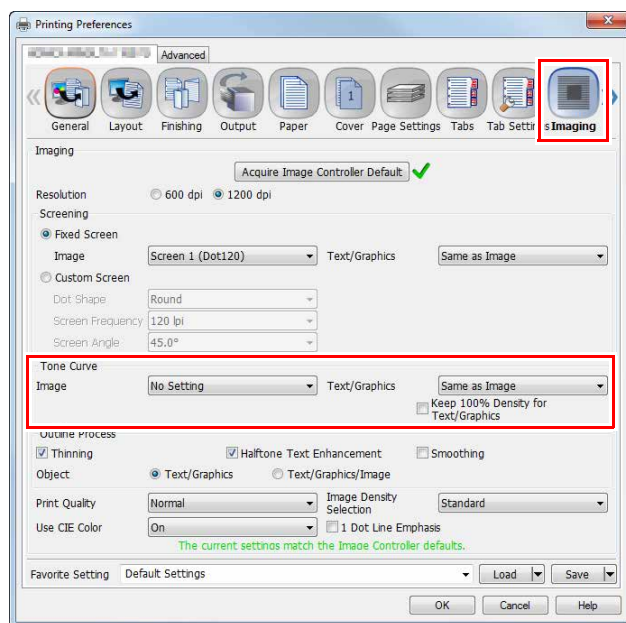 Printing Preferences
Advanced
General Layout Finishing Output Paper Cover Page Settings Tabs Tab Settings Imaging
Imaging
Acquire Image Controller Default
Resolution 600 dpi 1200 dpi
Screening
Fixed Screen
Image Screen 1 (Dot120) Text/Graphics Same as Image
Custom Screen
Dot Shape Round
Screen Frequency 120 lpi
Screen Angle 45.0°
Tone Curve
Image No Setting Text/Graphics Same as Image
Keep 100% Density for
Text/Graphics
Outline Process
Thinning Halftone Text Enhancement Smoothing
Object Text/Graphics Text/Graphics/Image
Print Quality Normal Image Density
Selection Standard
Use CIE Color On 1 Dot Line Emphasis
The current settings match the Image Controller defaults.
Favorite Setting Default Settings Load Save
OK Cancel Help